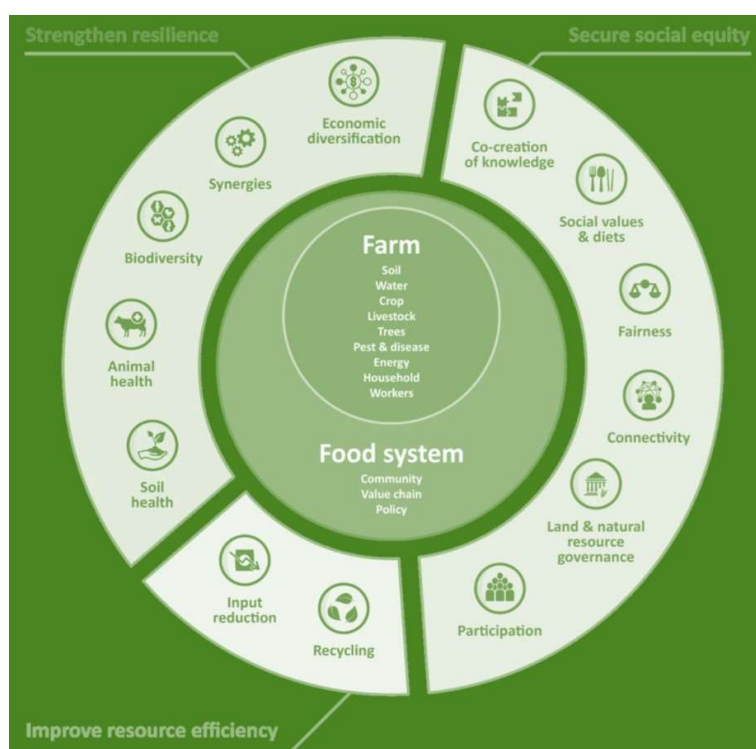 Strengthen resilience
Secure social equity
Economic
diversification
Synergies
Biodiversity
Animal
health
Soil
health
Co-creation
of knowledge
Social values
& diets
Fairness
Connectivity
Land & natural
resource
governance
Participation
Farm
Soil
Water
Crop
Livestock
Trees
Pest & disease
Energy
Household
Workers
Food system
Community
Value chain
Policy
Input
reduction
Recycling
Improve resource efficiency